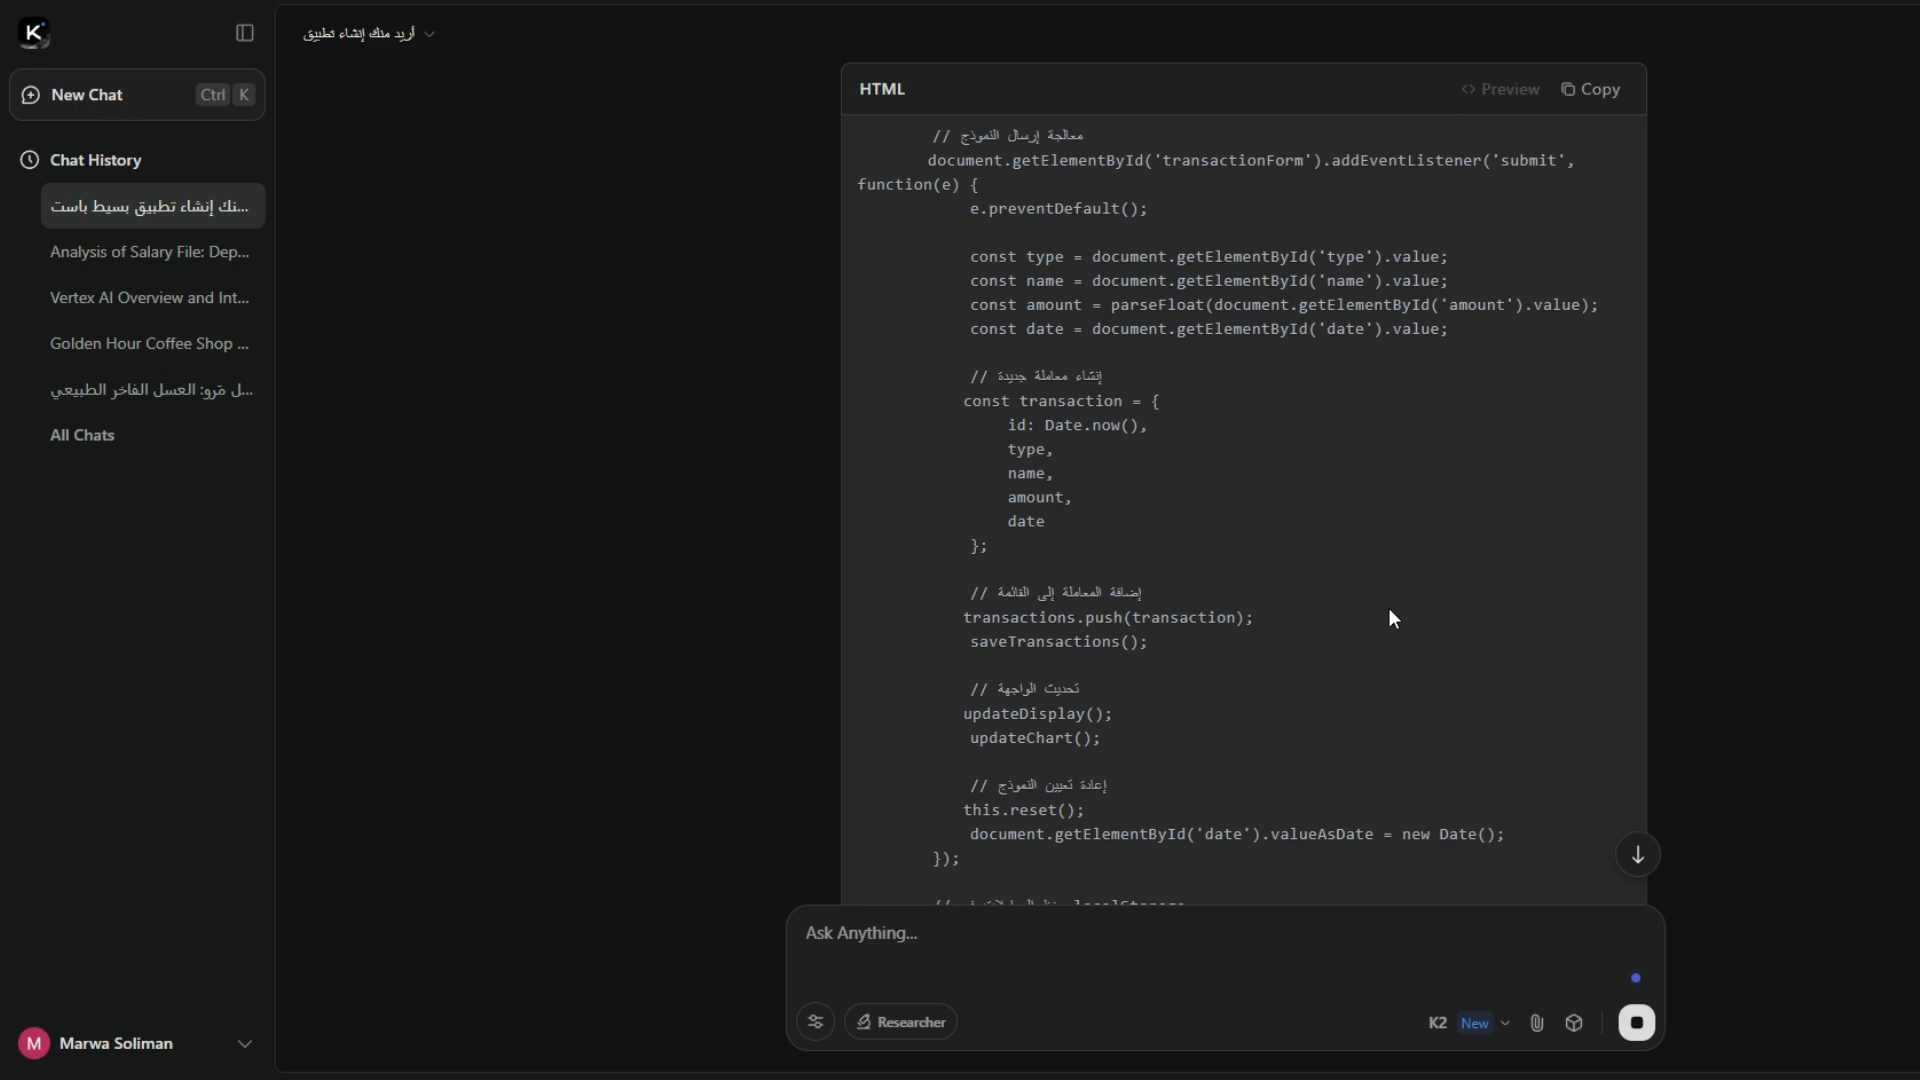 K
أريد منك إنشاء تطبيق
New Chat
Ctrl K
Chat History
...منك إنشاء تطبيق بسيط باست
Analysis of Salary File: Dep...
Vertex AI Overview and Int...
Golden Hour Coffee Shop ...
...ل مَرو: العسل الفاخر الطبيعي
All Chats
Marwa Soliman
M
HTML
<> Preview
Copy
// معالجة إرسال النموذج
document.getElementById('transactionForm').addEventListener('submit',
function(e) {
e.preventDefault();
const type = document.getElementById('type').value;
const name = document.getElementById('name').value;
const amount = parseFloat(document.getElementById('amount').value);
const date = document.getElementById('date').value;
// إنشاء معاملة جديدة
const transaction = {
id: Date.now(),
type,
name,
amount,
date
};
// إضافة المعاملة إلى القائمة
transactions.push(transaction);
saveTransactions();
// تحديث الواجهة
updateDisplay();
updateChart();
// إعادة تعيين النموذج
this.reset();
document.getElementById('date').valueAsDate = new Date();
});
Ask Anything...
Researcher
K2 New